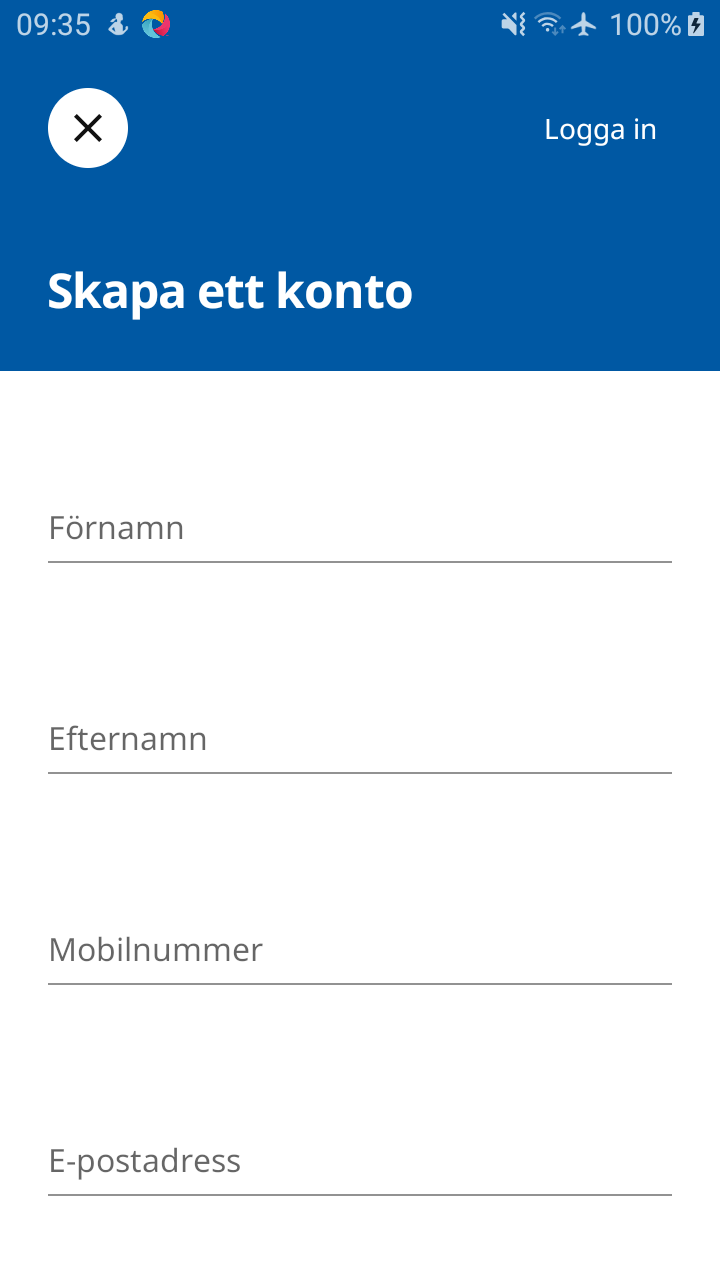 09:35
100%
Logga in
Skapa ett konto
Förnamn
Efternamn
Mobilnummer
E-postadress